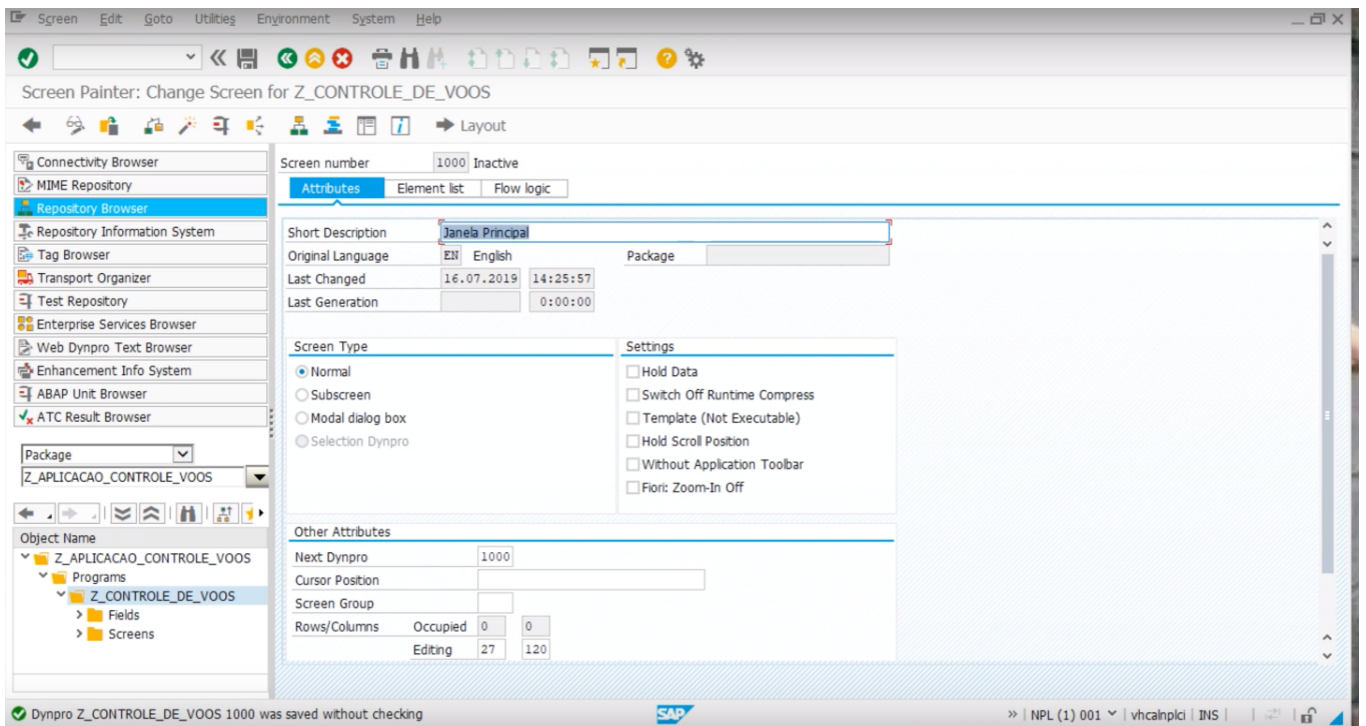 Screen Edit Goto Utilities Environment System Help
Screen Painter: Change Screen for Z_CONTROLE_DE_VOOS
Layout
Connectivity Browser
MIME Repository
Repository Browser
Repository Information System
Tag Browser
Transport Organizer
Test Repository
Enterprise Services Browser
Web Dynpro Text Browser
Enhancement Info System
ABAP Unit Browser
ATC Result Browser
Package
Z_APLICACAO_CONTROLE_VOOS
Object Name
Z_APLICACAO_CONTROLE_VOOS
Programs
Z_CONTROLE_DE_VOOS
Fields
Screens
Screen number 1000 Inactive
Attributes Element list Flow logic
Short Description Janela Principal
Original Language EN English Package
Last Changed 16.07.2019 14:25:57
Last Generation 0:00:00
Screen Type
Normal
Subscreen
Modal dialog box
Selection Dynpro
Settings
Hold Data
Switch Off Runtime Compress
Template (Not Executable)
Hold Scroll Position
Without Application Toolbar
Fiori: Zoom-In Off
Other Attributes
Next Dynpro 1000
Cursor Position
Screen Group
Rows/Columns Occupied 0 0
Editing 27 120
Dynpro Z_CONTROLE_DE_VOOS 1000 was saved without checking SAP » | NPL (1) 001 | vhcalnplci | INS |